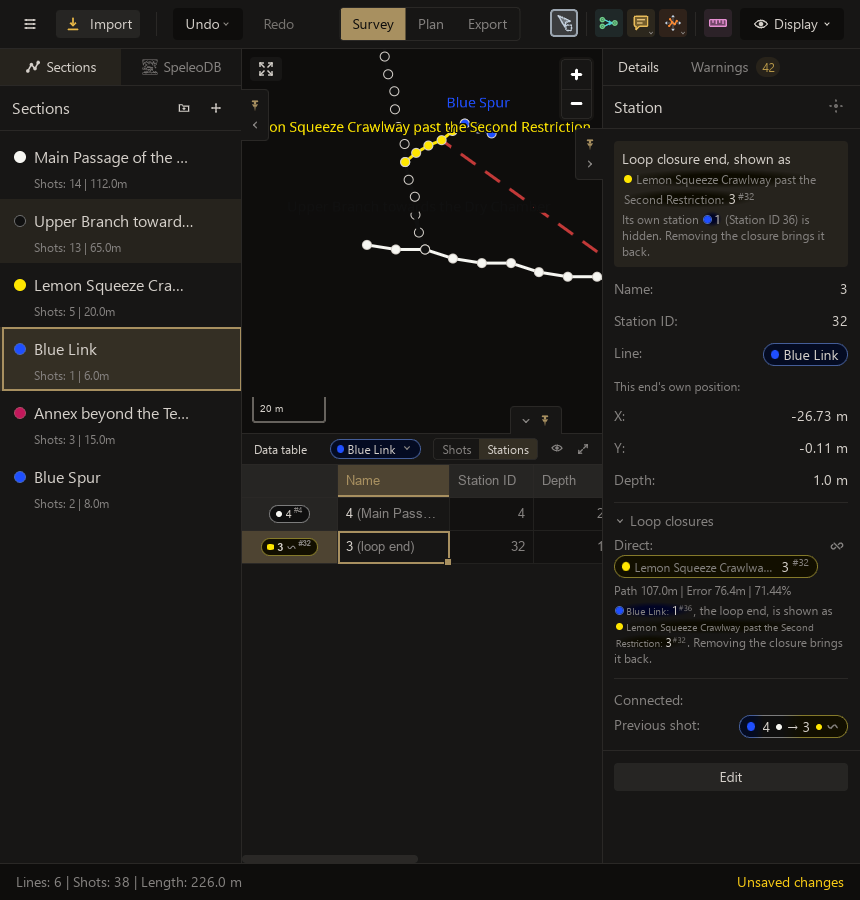 Import
Undo
Redo
Survey
Plan
Export
Display
Sections
SpeleoDB
Sections
Main Passage of the ...
Shots: 14 | 112.0m
Upper Branch toward...
Shots: 13 | 65.0m
Lemon Squeeze Cra...
Shots: 5 | 20.0m
Blue Link
Shots: 1 | 6.0m
Annex beyond the Te...
Shots: 3 | 15.0m
Blue Spur
Shots: 2 | 8.0m
Blue Spur
on Squeeze Crawlway past the Second Restriction
20 m
Data table
Blue Link
Shots
Stations
Name
Station ID
Depth
4 #4
4 (Main Pass...
4
2
3 #32
3 (loop end)
32
1
Details
Warnings
42
Station
Loop closure end, shown as
Lemon Squeeze Crawlway past the
Second Restriction: 3 #32
Its own station 1 (Station ID 36) is
hidden. Removing the closure brings it
back.
Name:
3
Station ID:
32
Line:
Blue Link
This end's own position:
X:
-26.73 m
Y:
-0.11 m
Depth:
1.0 m
Loop closures
Direct:
Lemon Squeeze Crawlwa... 3 #32
Path 107.0m | Error 76.4m | 71.44%
Blue Link: 1 #36, the loop end, is shown as
Lemon Squeeze Crawlway past the Second
Restriction: 3 #32. Removing the closure brings
it back.
Connected:
Previous shot:
4 → 3
Edit
Lines: 6 | Shots: 38 | Length: 226.0 m
Unsaved changes